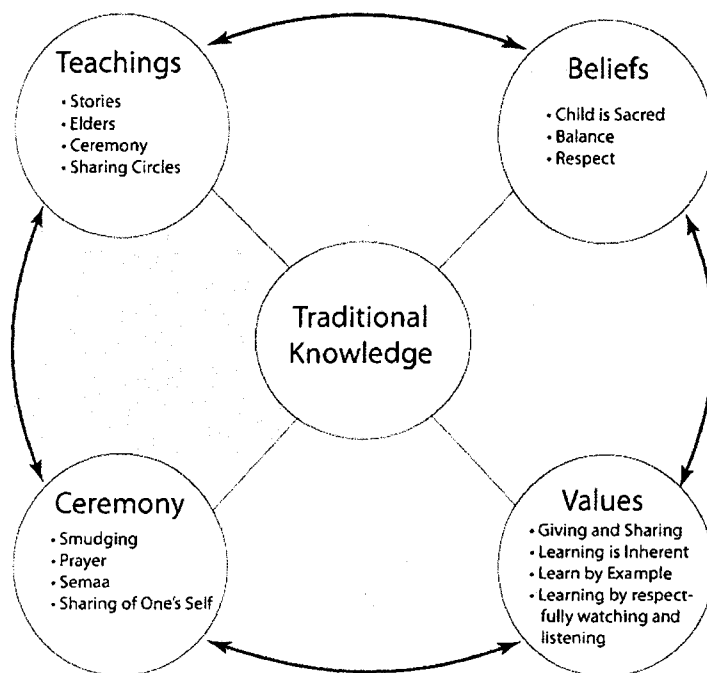 Teachings
• Stories
• Elders
• Ceremony
• Sharing Circles
Beliefs
• Child is Sacred
• Balance
• Respect
Traditional
Knowledge
Ceremony
• Smudging
• Prayer
• Semaa
• Sharing of One's Self
Values
• Giving and Sharing
• Learning is Inherent
• Learn by Example
• Learning by respect-
fully watching and
listening